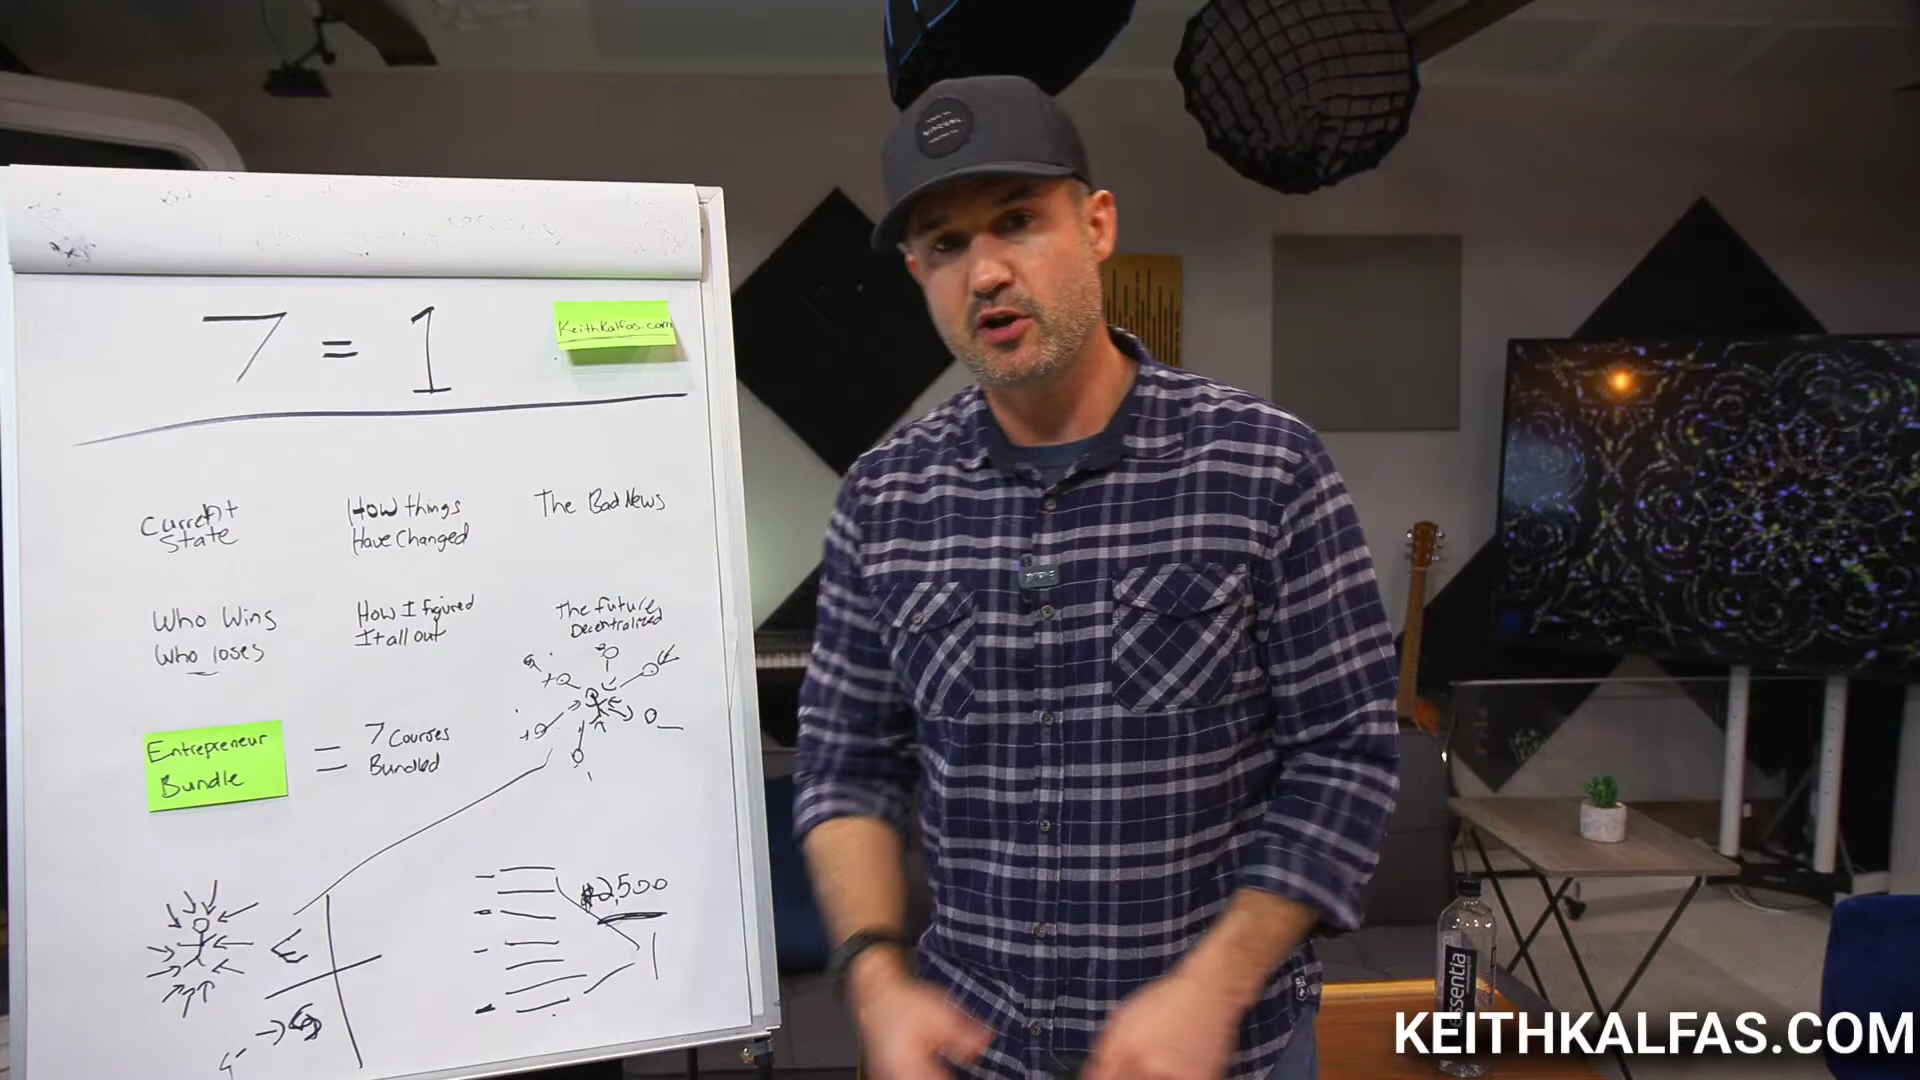 7 = 1
KeithKalfas.com
Current
State
How things
Have Changed
The Bad News
Who Wins
Who loses
How I figured
It all out
The future
Decentralized
Entrepreneur
Bundle
=
7 Courses
Bundled
$2,500
essentia
KEITHKALFAS.COM